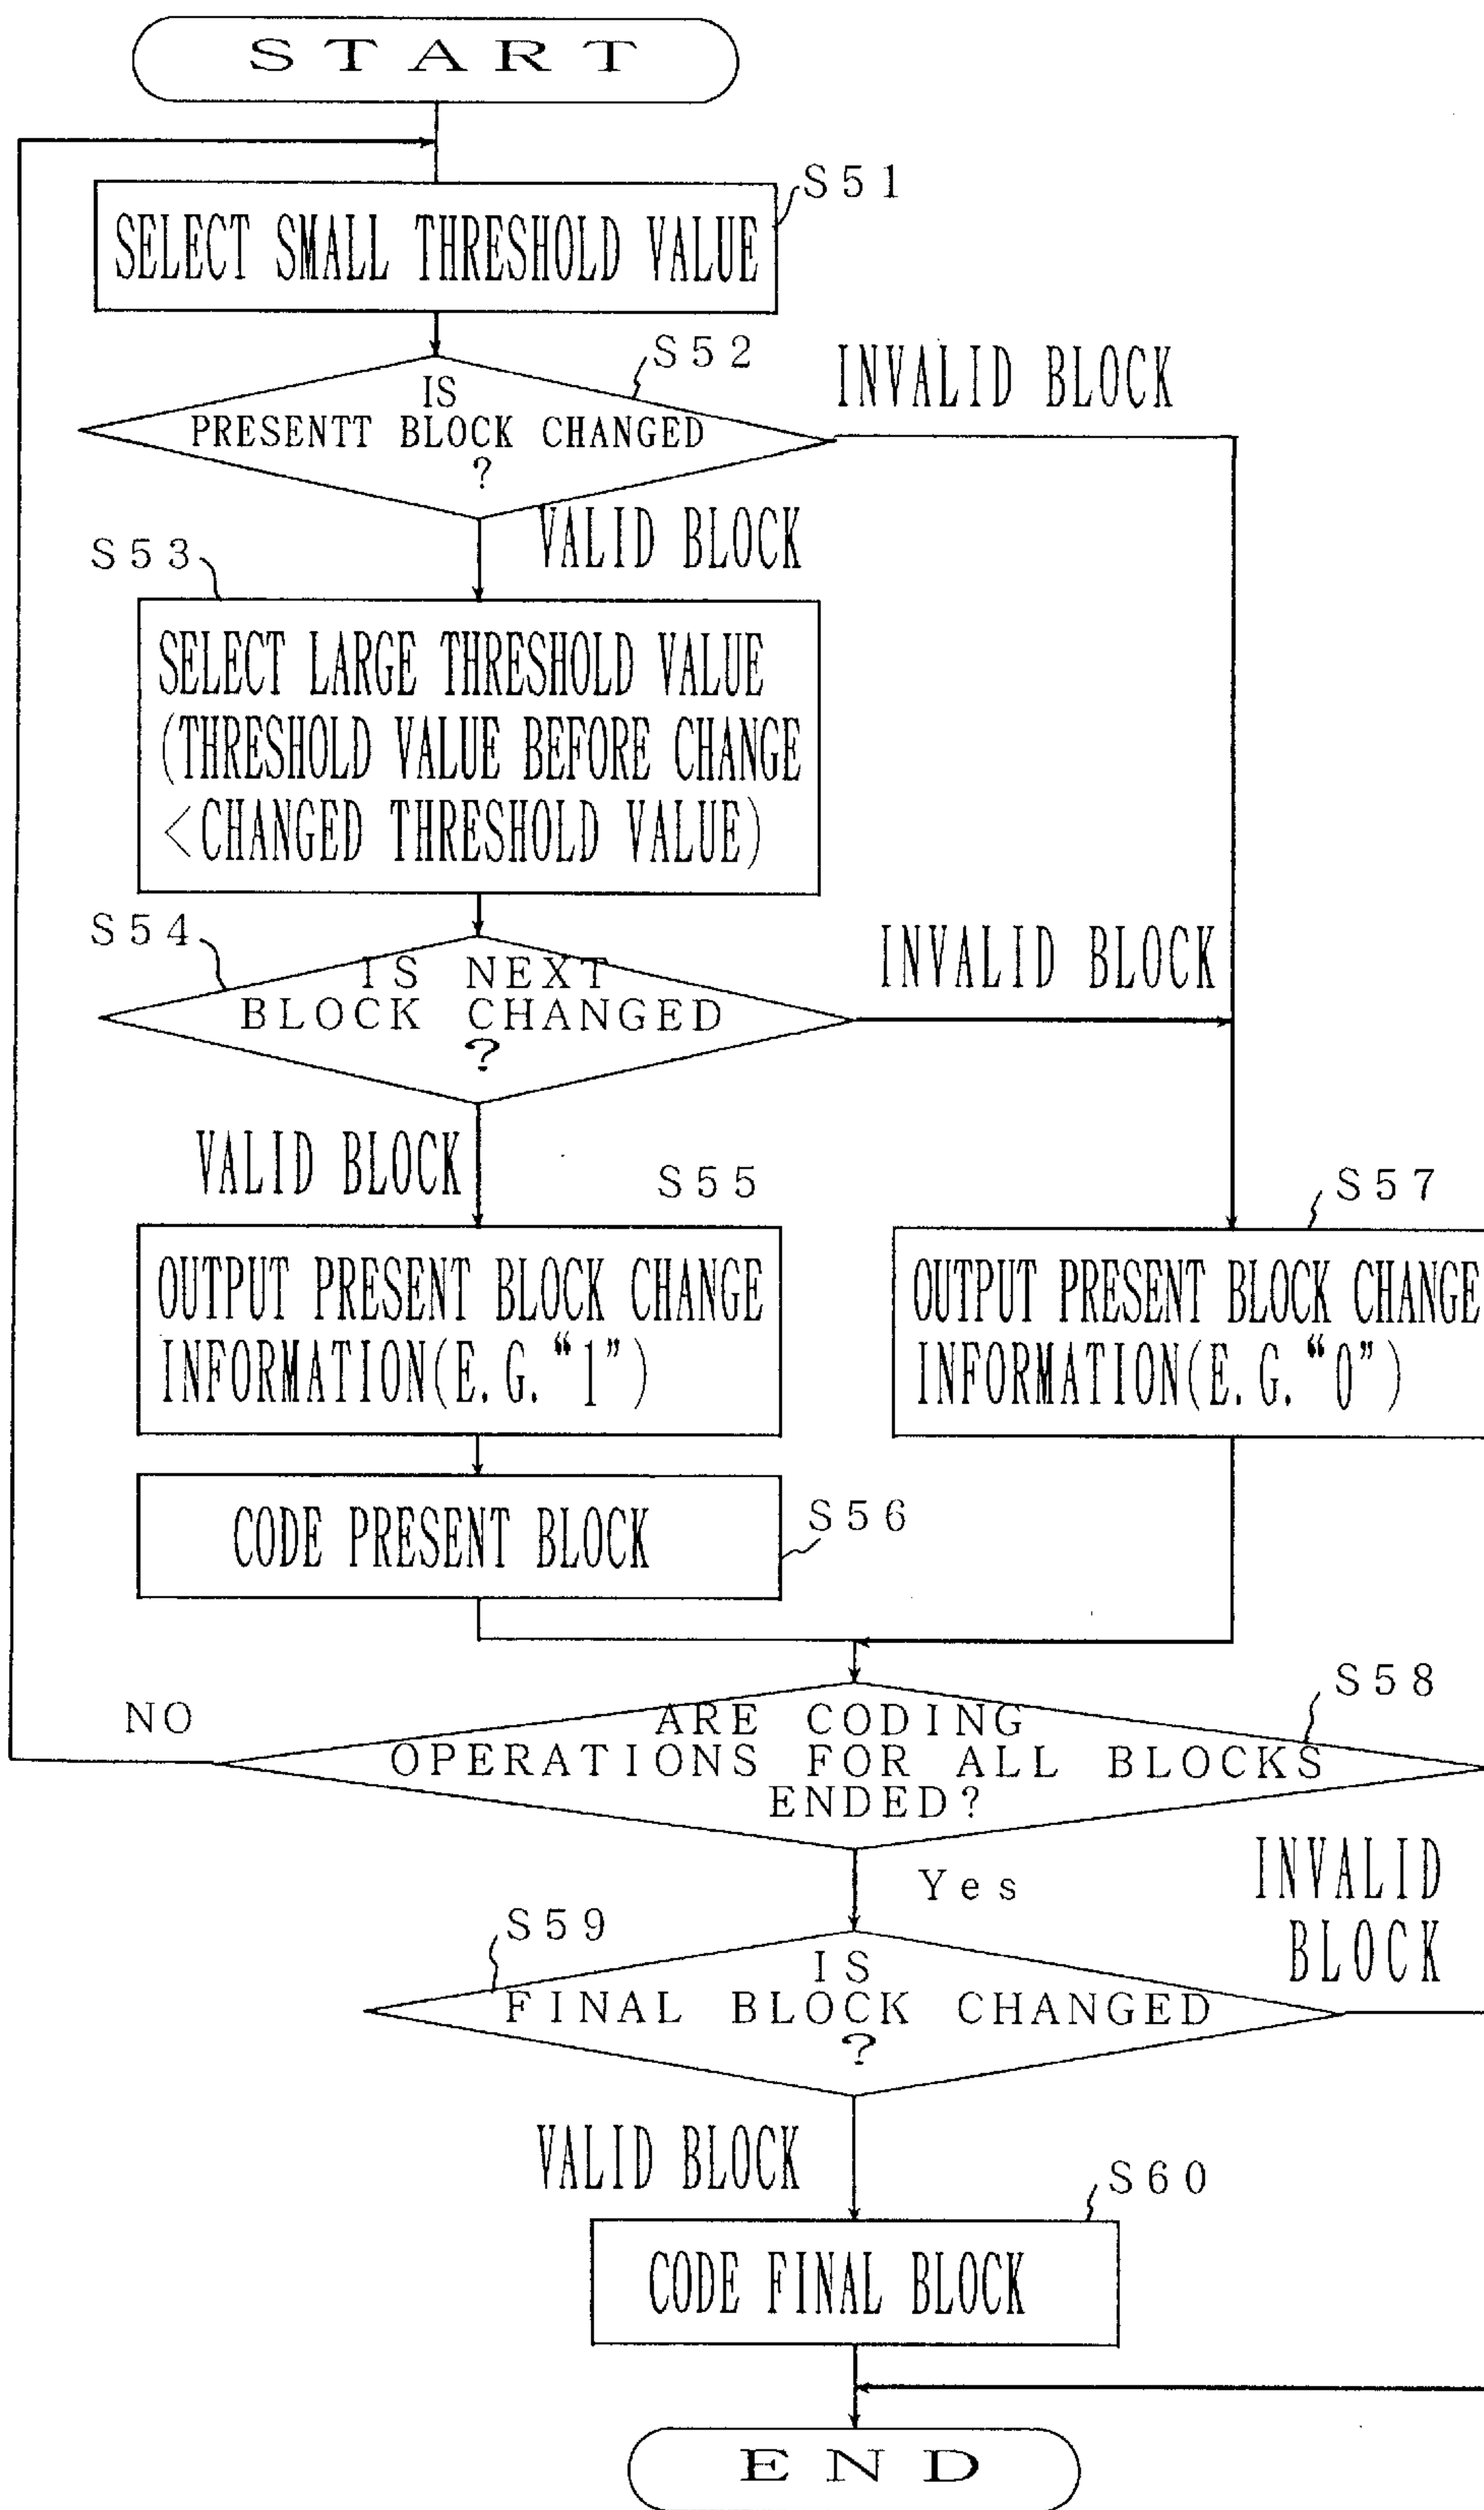 START
S51
SELECT SMALL THRESHOLD VALUE
S52
INVALID BLOCK
IS
PRESENTT BLOCK CHANGED
?
VALID BLOCK
S53
SELECT LARGE THRESHOLD VALUE
(THRESHOLD VALUE BEFORE CHANGE
<CHANGED THRESHOLD VALUE)
S54
INVALID BLOCK
IS NEXT
BLOCK CHANGED
?
VALID BLOCK
S55
S57
OUTPUT PRESENT BLOCK CHANGE
INFORMATION(E.G."1")
OUTPUT PRESENT BLOCK CHANGE
INFORMATION(E.G."0")
CODE PRESENT BLOCK
S56
S58
NO
ARE CODING
OPERATIONS FOR ALL BLOCKS
ENDED?
Yes
INVALID
BLOCK
S59
IS
FINAL BLOCK CHANGED
?
VALID BLOCK
S60
CODE FINAL BLOCK
END